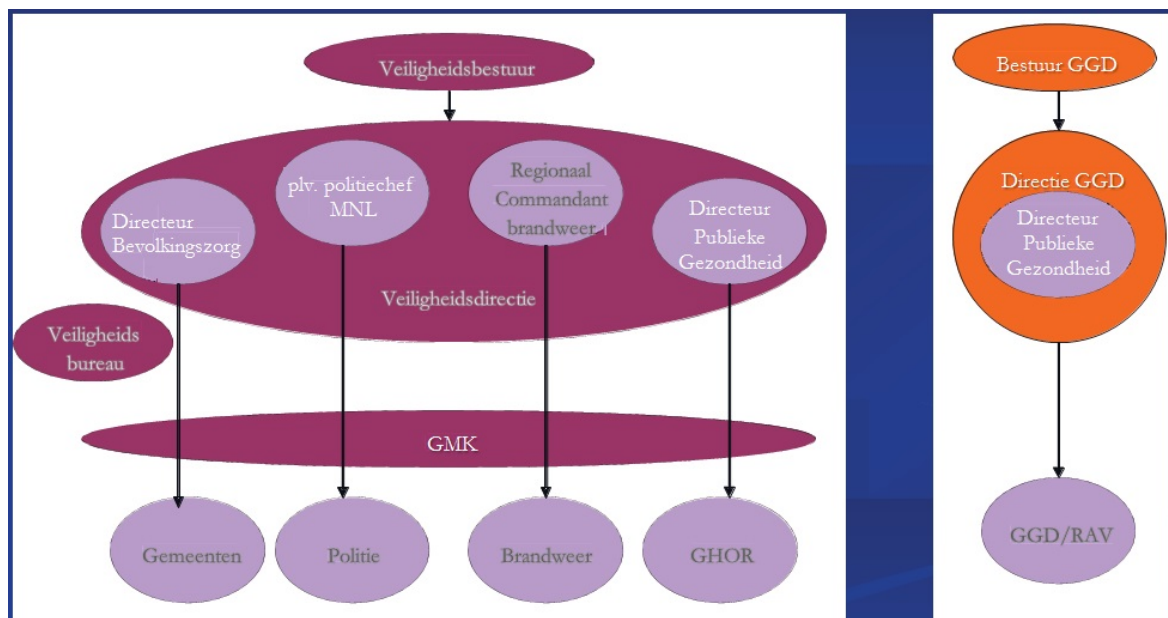 Veiligheidsbestuur
Directeur
Bevolkingszorg
plv. politiechef
MNL
Regionaal
Commandant
brandweer
Directeur
Publieke
Gezondheid
Veiligheidsdirectie
Veiligheids
bureau
GMK
Gemeenten
Politie
Brandweer
GHOR
Bestuur GGD
Directie GGD
Directeur
Publieke
Gezondheid
GGD/RAV